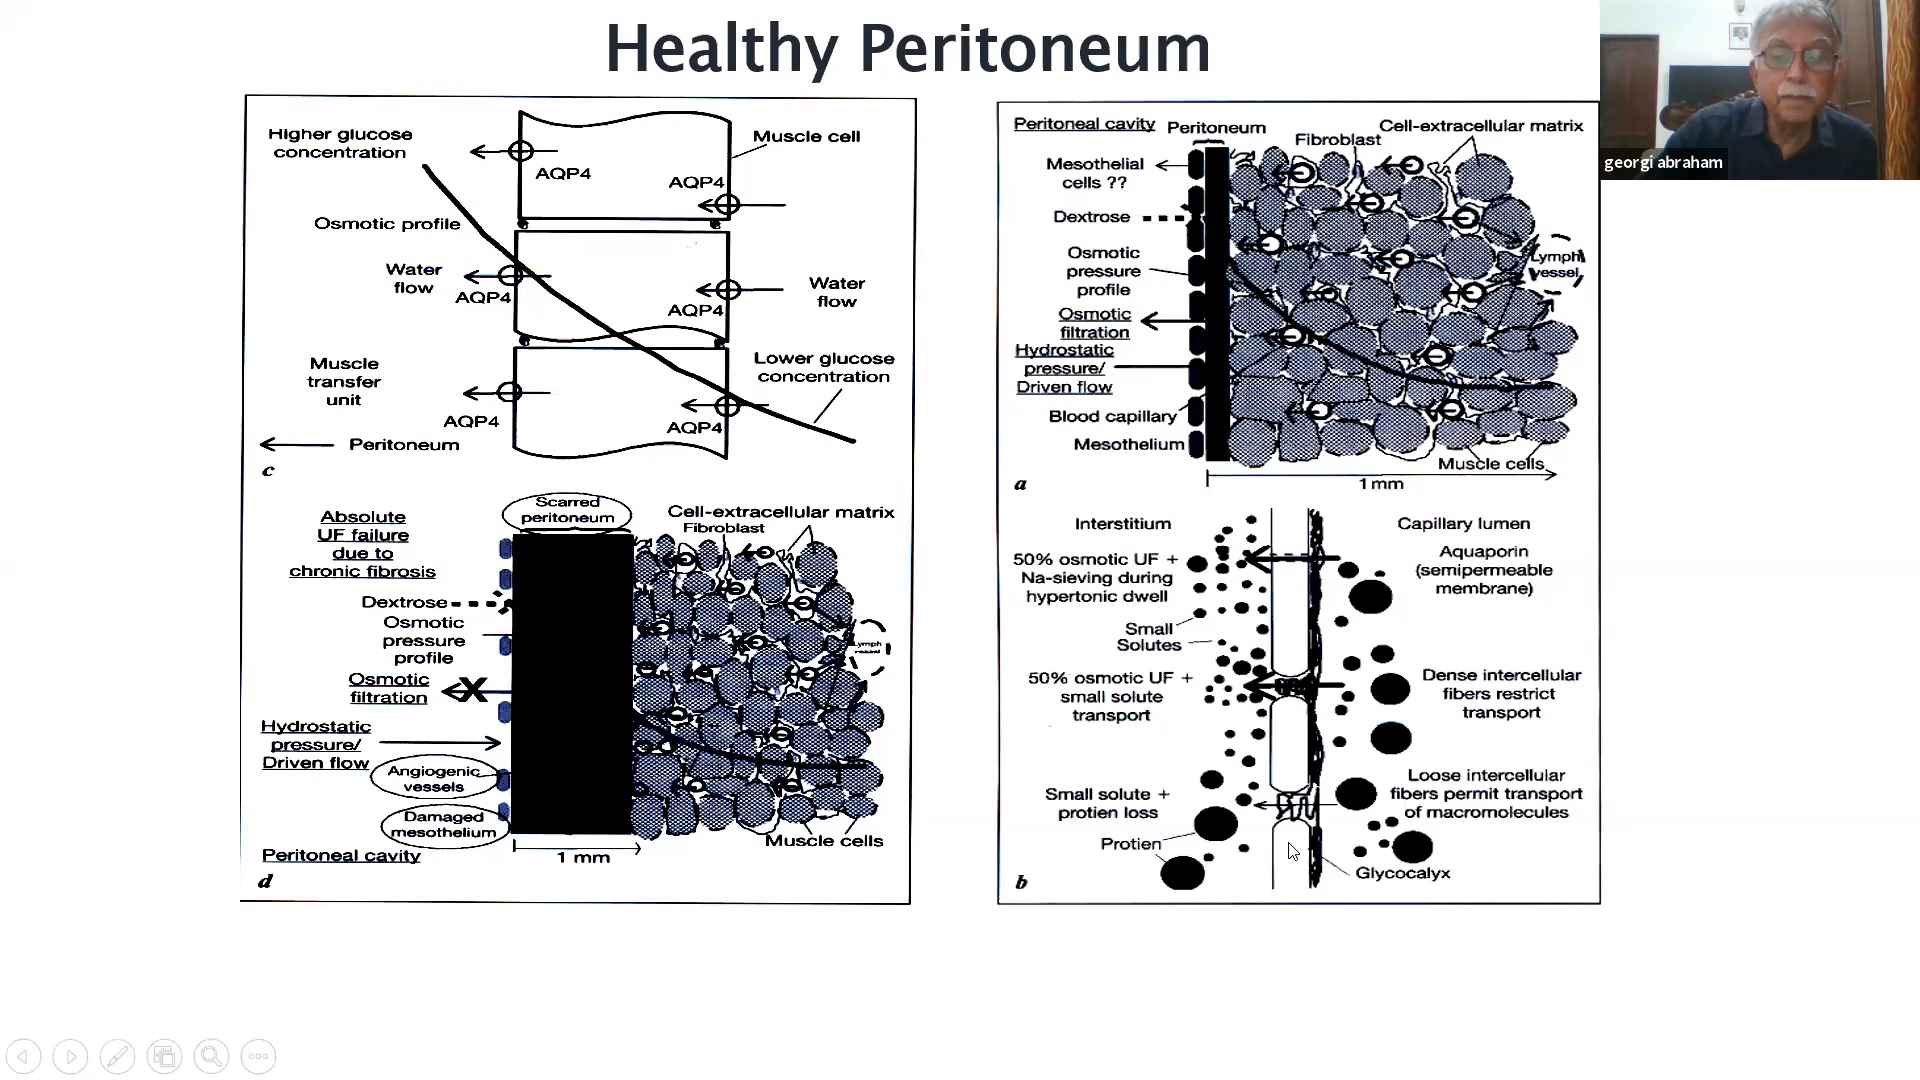 Healthy Peritoneum
georgi abraham
Higher glucose
concentration
Muscle cell
AQP4
AQP4
Osmotic profile
Water
flow
AQP4
AQP4
Water
flow
Muscle
transfer
unit
Lower glucose
concentration
AQP4
AQP4
Peritoneum
c
Absolute
UF failure
due to
chronic fibrosis
Scarred
peritoneum
Cell-extracellular matrix
Fibroblast
Dextrose
Osmotic
pressure
profile
Lymph
vessel
Osmotic
filtration
X
Hydrostatic
pressure/
Driven flow
Angiogenic
vessels
Damaged
mesothelium
Muscle cells
1 mm
Peritoneal cavity
d
Peritoneal cavity
Peritoneum
Fibroblast
Cell-extracellular matrix
Mesothelial
cells ??
Dextrose
Osmotic
pressure
profile
Lymph
vessel
Osmotic
filtration
Hydrostatic
pressure/
Driven flow
Blood capillary
Mesothelium
Muscle cells
1 mm
a
Interstitium
Capillary lumen
50% osmotic UF +
Na-sieving during
hypertonic dwell
Aquaporin
(semipermeable
membrane)
Small
Solutes
50% osmotic UF +
small solute
transport
Dense intercellular
fibers restrict
transport
Small solute +
protien loss
Loose intercellular
fibers permit transport
of macromolecules
Protien
Glycocalyx
b